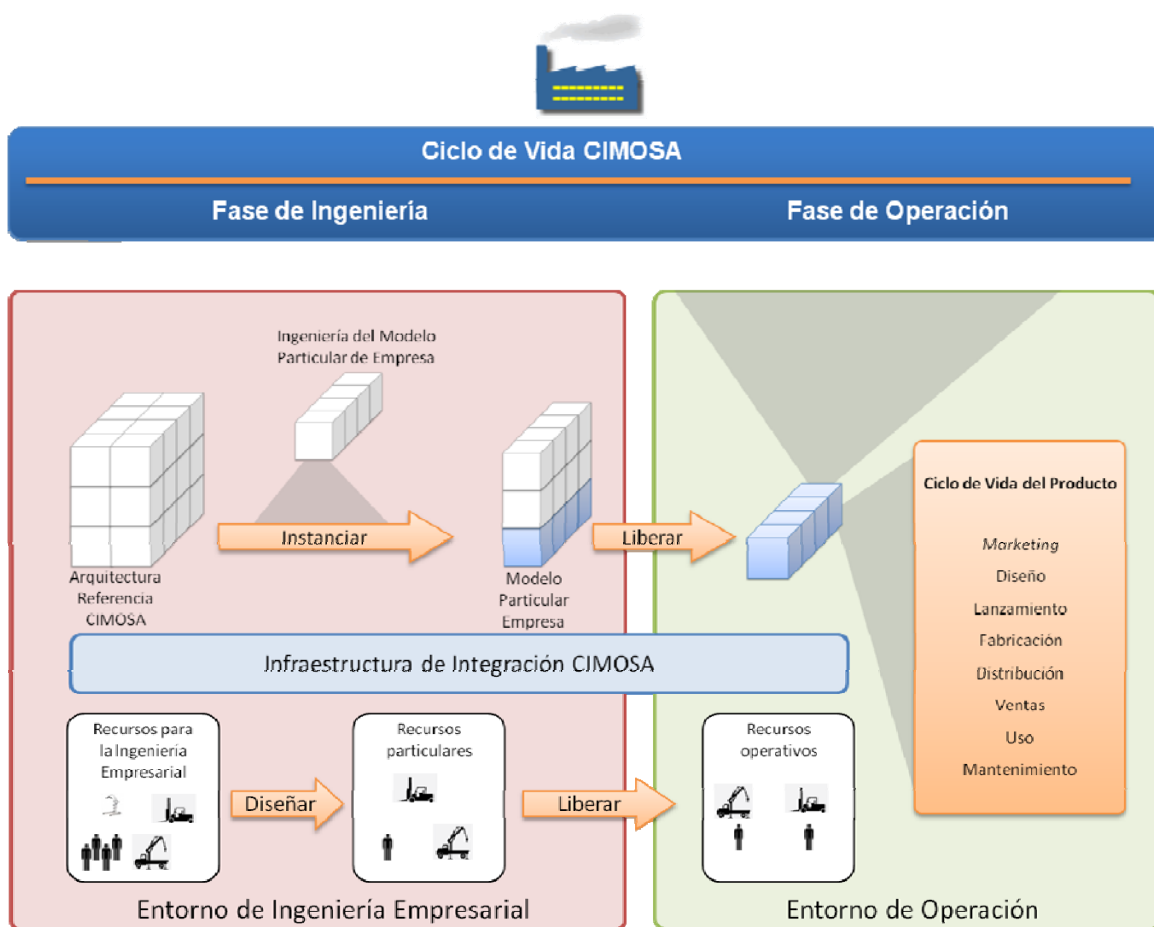 Ciclo de Vida CIMOSA
Fase de Ingeniería
Fase de Operación
Ingeniería del Modelo
Particular de Empresa
Instanciar
Liberar
Arquitectura
Referencia
CIMOSA
Modelo
Particular
Empresa
Ciclo de Vida del Producto
Marketing
Diseño
Lanzamiento
Fabricación
Distribución
Ventas
Uso
Mantenimiento
Infraestructura de Integración CIMOSA
Recursos para
la Ingeniería
Empresarial
Diseñar
Recursos
particulares
Liberar
Recursos
operativos
Entorno de Ingeniería Empresarial
Entorno de Operación